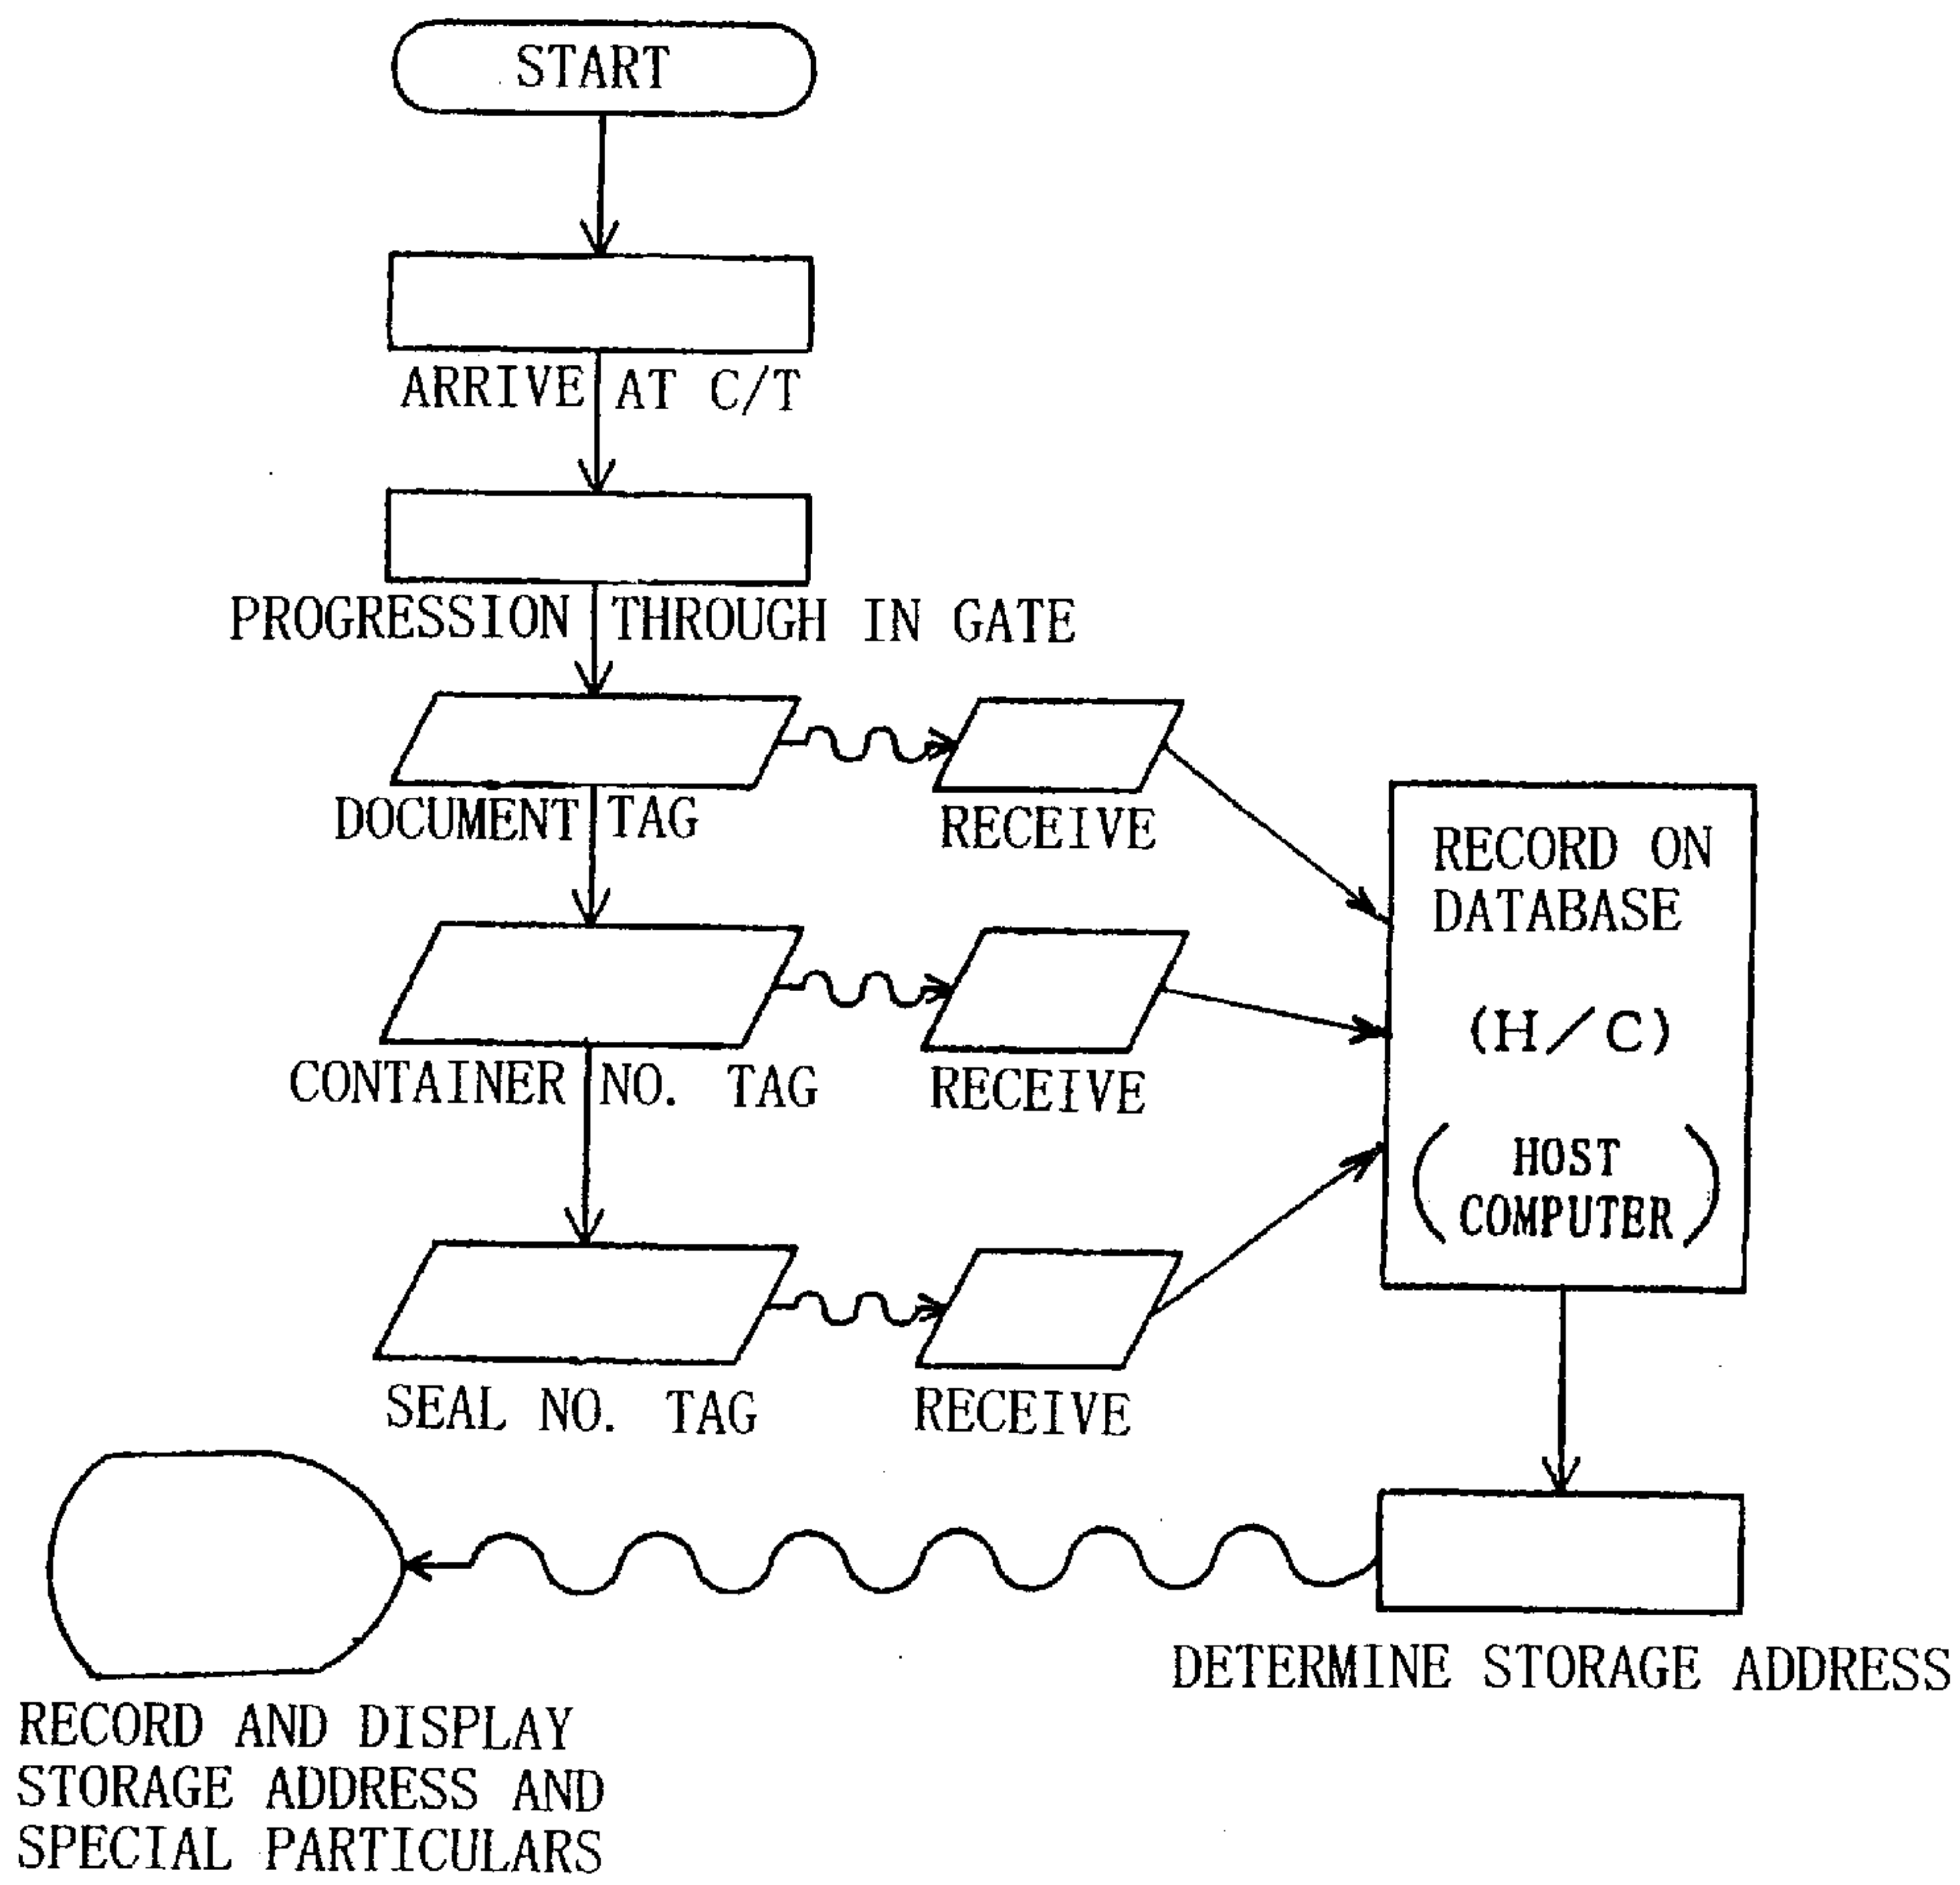 START
ARRIVE AT C/T
PROGRESSION THROUGH IN GATE
DOCUMENT TAG
RECEIVE
CONTAINER NO. TAG
RECEIVE
SEAL NO. TAG
RECEIVE
RECORD ON
DATABASE
(H/C)
(HOST
COMPUTER)
DETERMINE STORAGE ADDRESS
RECORD AND DISPLAY
STORAGE ADDRESS AND
SPECIAL PARTICULARS